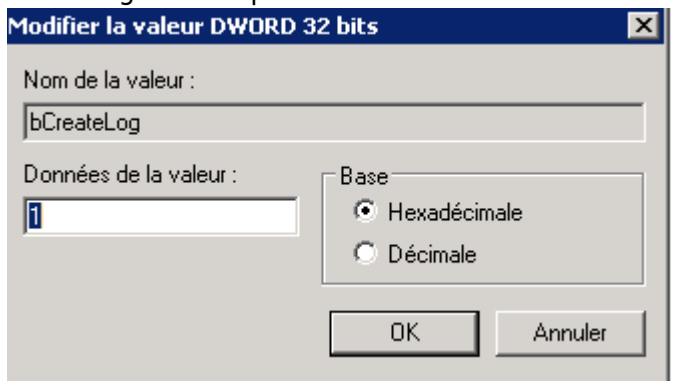 Modifier la valeur DWORD 32 bits
Nom de la valeur :
bCreateLog
Données de la valeur :
1
Base
Hexadécimale
Décimale
OK
Annuler